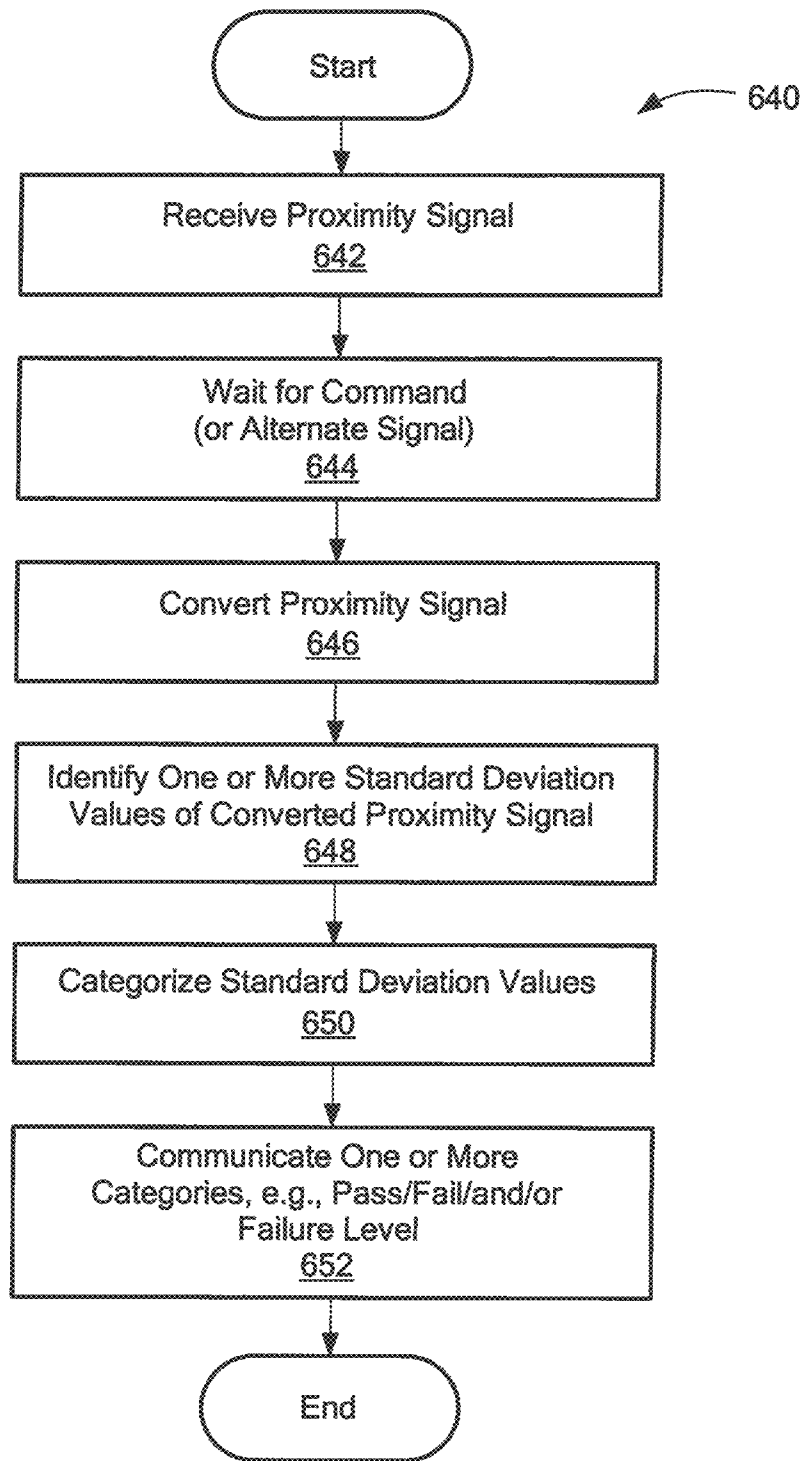 Start
640
Receive Proximity Signal
642
Wait for Command
(or Alternate Signal)
644
Convert Proximity Signal
646
Identify One or More Standard Deviation
Values of Converted Proximity Signal
648
Categorize Standard Deviation Values
650
Communicate One or More
Categories, e.g., Pass/Fail/and/or
Failure Level
652
End